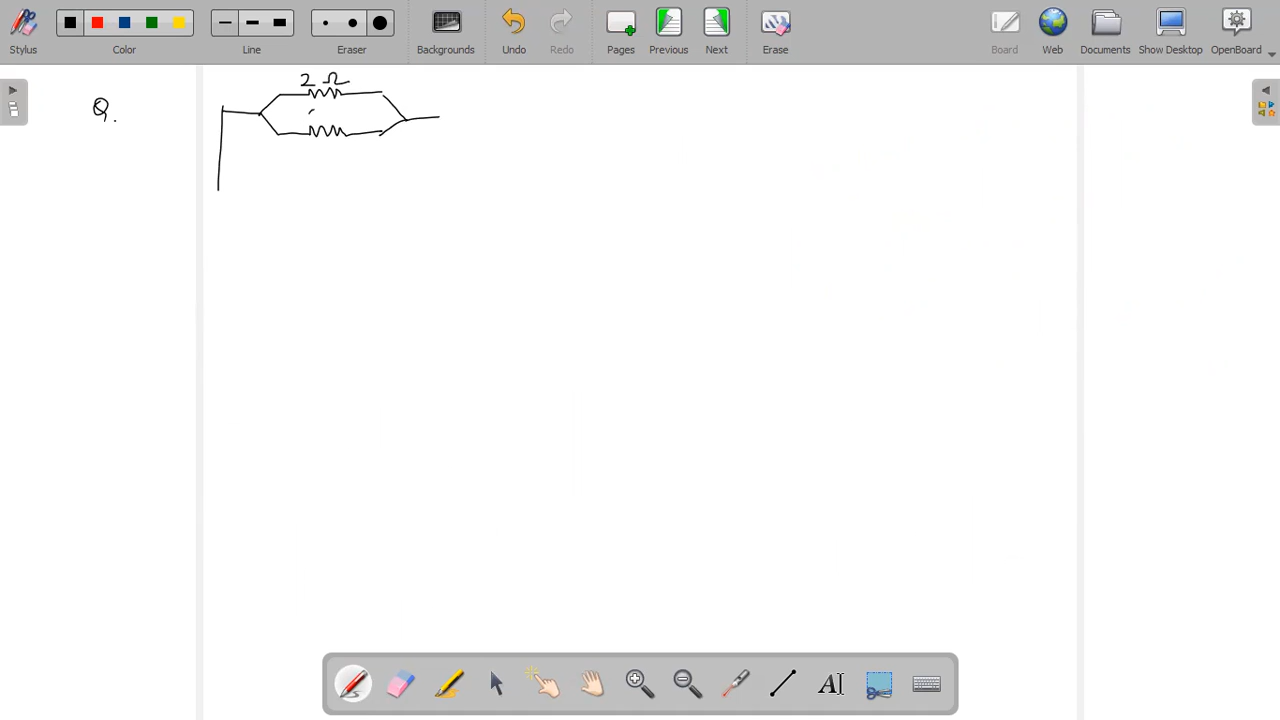 Stylus
Color
Line
Eraser
Backgrounds
Undo
Redo
Pages
Previous
Next
Erase
Board
Web
Documents
Show Desktop
OpenBoard
2 Ω
Q.